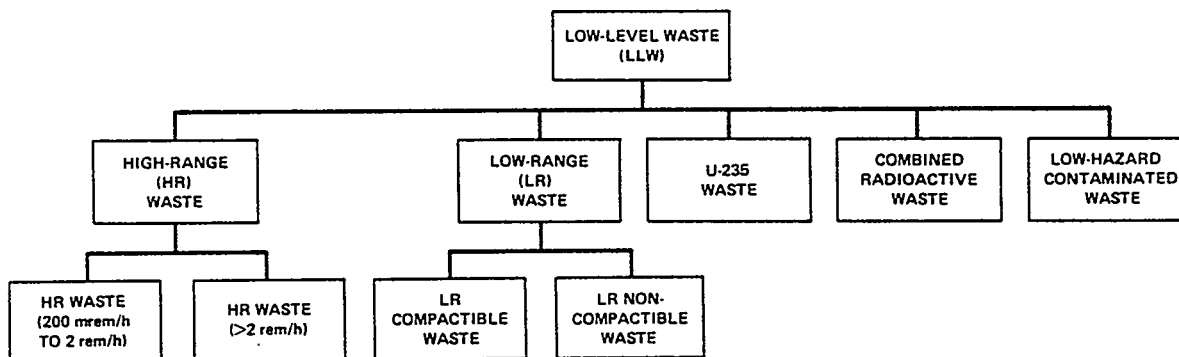 LOW-LEVEL WASTE
(LLW)
HIGH-RANGE
(HR)
WASTE
LOW-RANGE
(LR)
WASTE
U-235
WASTE
COMBINED
RADIOACTIVE
WASTE
LOW-HAZARD
CONTAMINATED
WASTE
HR WASTE
(200 mrem/h
TO 2 rem/h)
HR WASTE
(>2 rem/h)
LR
COMPACTIBLE
WASTE
LR NON-
COMPACTIBLE
WASTE